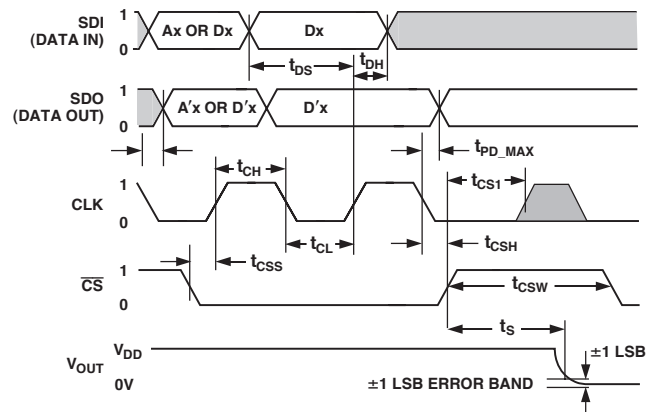 SDI
(DATA IN)
1
0
Ax OR Dx
Dx
tDS
tDH
SDO
(DATA OUT)
1
0
A'x OR D'x
D'x
tPD_MAX
tCH
tCS1
CLK
1
0
tCL
tCSH
tCSS
CS
1
0
tCSW
tS
VOUT
VDD
0V
±1 LSB
±1 LSB ERROR BAND